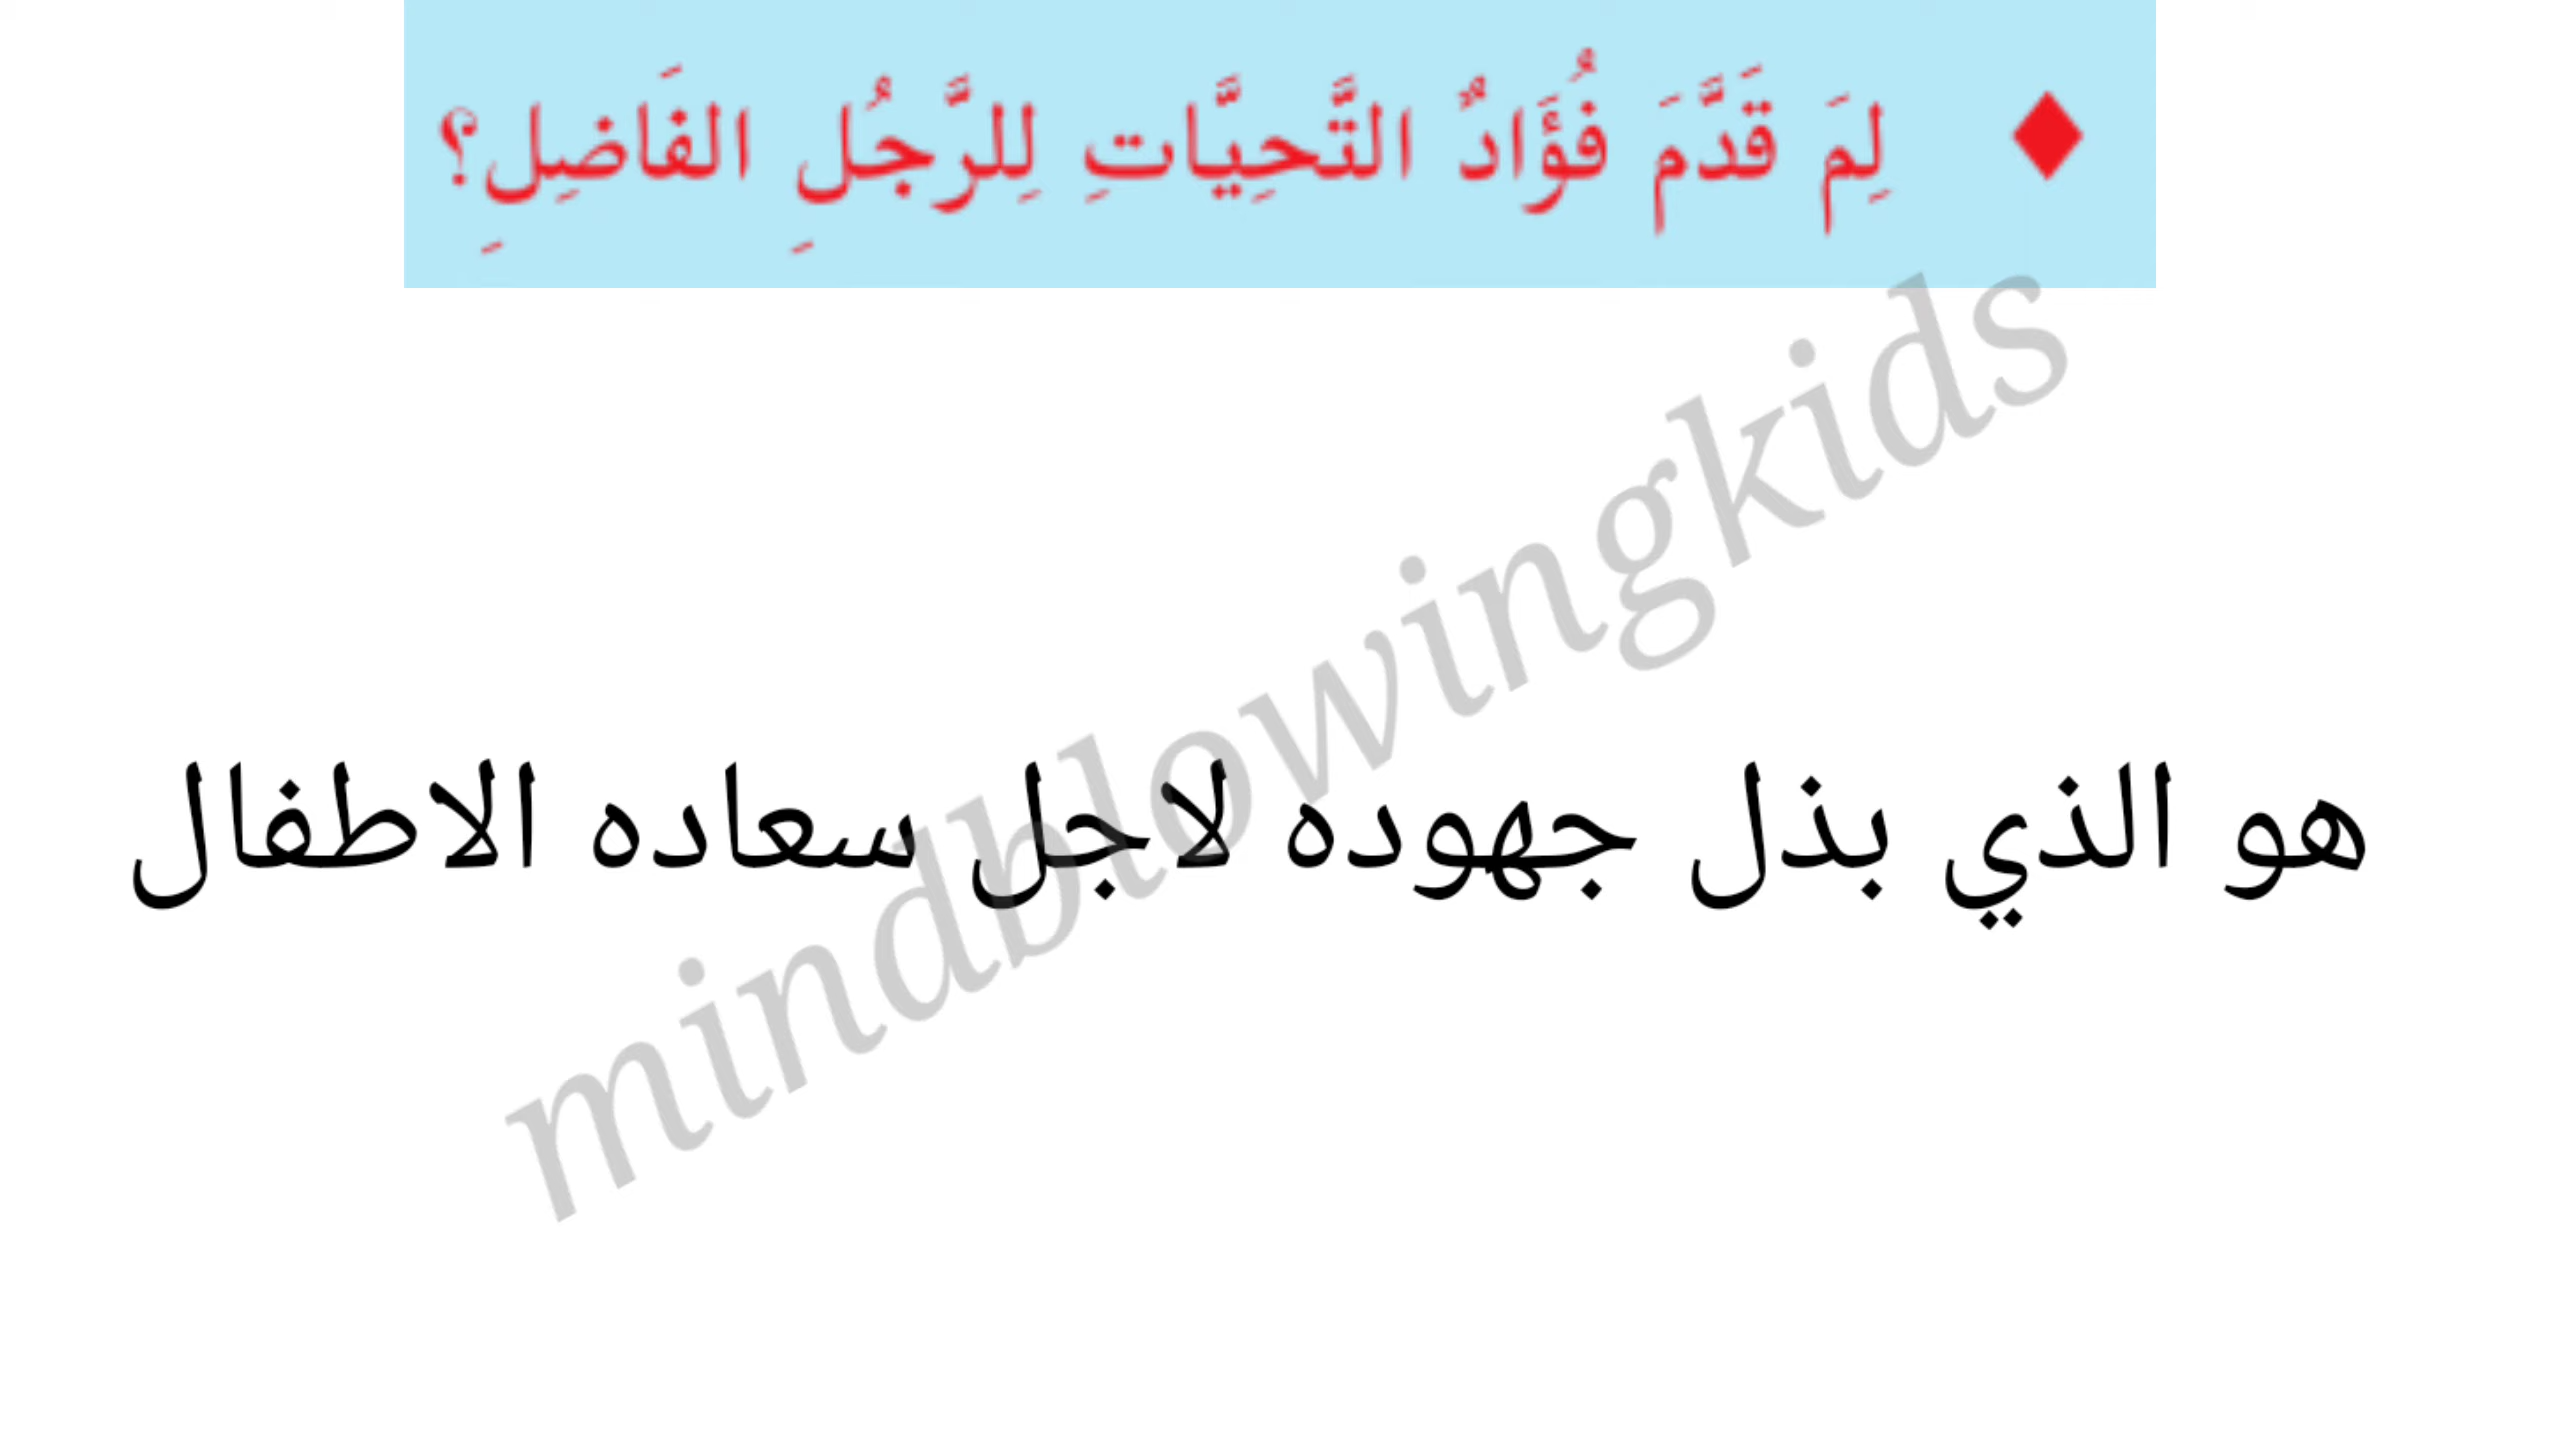 ♦ لِمَ قَدَّمَ فُؤَادٌ التَّحِيَّاتِ لِلرَّجُلِ الفَاضِلِ؟
هو الذي بذل جهوده لاجل سعاده الاطفال
mindblowingkids